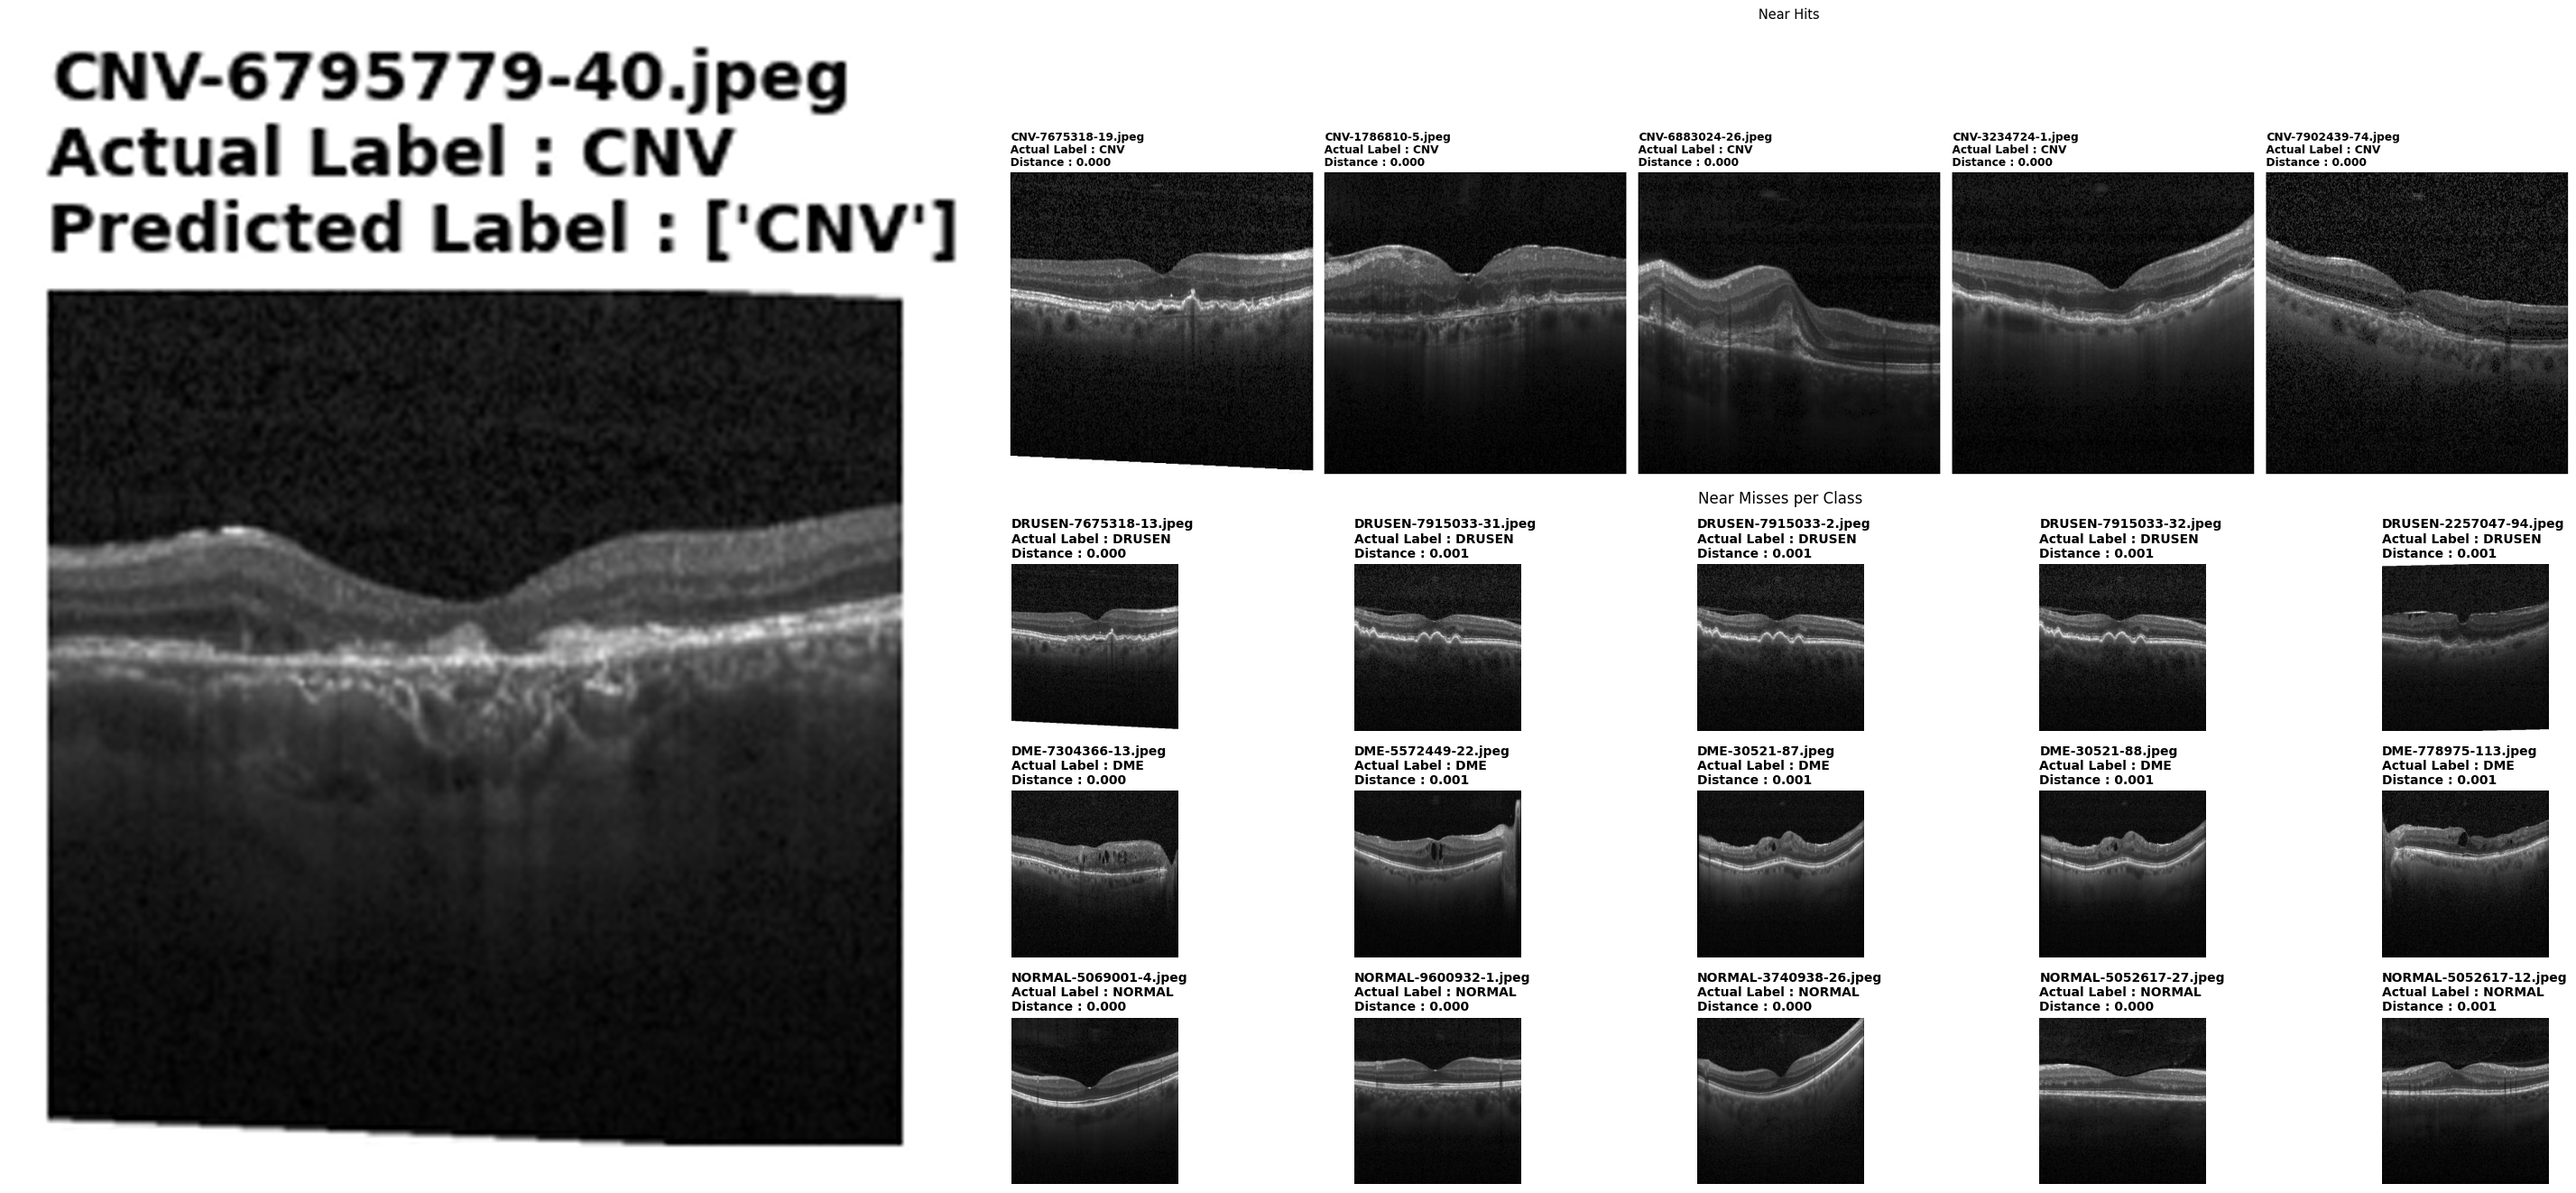 CNV-6795779-40.jpeg
Actual Label : CNV
Predicted Label : ['CNV']
Near Hits
CNV-7675318-19.jpeg
Actual Label : CNV
Distance : 0.000
CNV-1786810-5.jpeg
Actual Label : CNV
Distance : 0.000
CNV-6883024-26.jpeg
Actual Label : CNV
Distance : 0.000
CNV-3234724-1.jpeg
Actual Label : CNV
Distance : 0.000
CNV-7902439-74.jpeg
Actual Label : CNV
Distance : 0.000
Near Misses per Class
DRUSEN-7675318-13.jpeg
Actual Label : DRUSEN
Distance : 0.000
DRUSEN-7915033-31.jpeg
Actual Label : DRUSEN
Distance : 0.001
DRUSEN-7915033-2.jpeg
Actual Label : DRUSEN
Distance : 0.001
DRUSEN-7915033-32.jpeg
Actual Label : DRUSEN
Distance : 0.001
DRUSEN-2257047-94.jpeg
Actual Label : DRUSEN
Distance : 0.001
DME-7304366-13.jpeg
Actual Label : DME
Distance : 0.000
DME-5572449-22.jpeg
Actual Label : DME
Distance : 0.001
DME-30521-87.jpeg
Actual Label : DME
Distance : 0.001
DME-30521-88.jpeg
Actual Label : DME
Distance : 0.001
DME-778975-113.jpeg
Actual Label : DME
Distance : 0.001
NORMAL-5069001-4.jpeg
Actual Label : NORMAL
Distance : 0.000
NORMAL-9600932-1.jpeg
Actual Label : NORMAL
Distance : 0.000
NORMAL-3740938-26.jpeg
Actual Label : NORMAL
Distance : 0.000
NORMAL-5052617-27.jpeg
Actual Label : NORMAL
Distance : 0.000
NORMAL-5052617-12.jpeg
Actual Label : NORMAL
Distance : 0.001